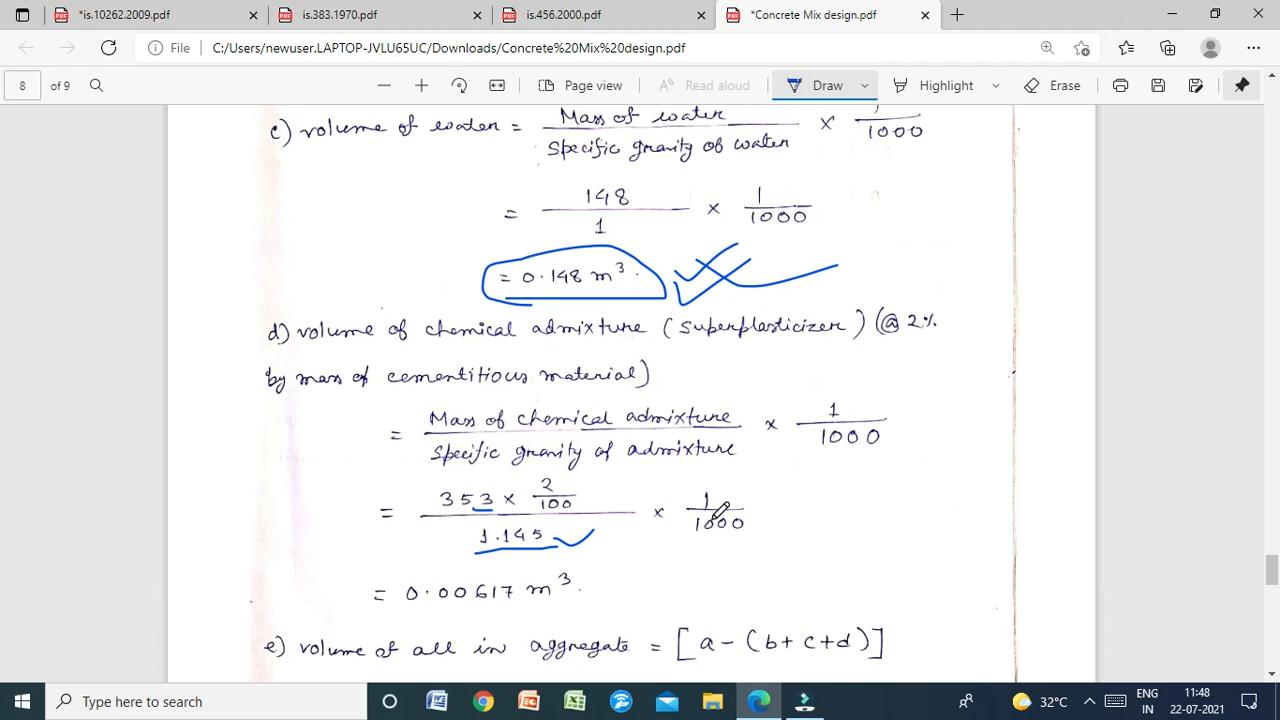 *is.10262.2009.pdf is.383.1970.pdf is.456.2000.pdf *Concrete Mix design.pdf
File C:/Users/newuser.LAPTOP-JVLU65UC/Downloads/Concrete%20Mix%20design.pdf
8 of 9 Page view Read aloud Draw Highlight Erase
c) volume of water = Mass of water / Specific gravity of water × 1/1000
= 148/1 × 1/1000
= 0.148 m³.
d) volume of chemical admixture (superplasticizer) (@ 2%
by mass of cementitious material)
= Mass of chemical admixture / Specific gravity of admixture × 1/1000
= 353 × 2/100 / 1.145 × 1/1000
= 0.00617 m³.
e) volume of all in aggregate = [a - (b + c + d)]
Type here to search 32°C ENG 11:48
IN 22-07-2021